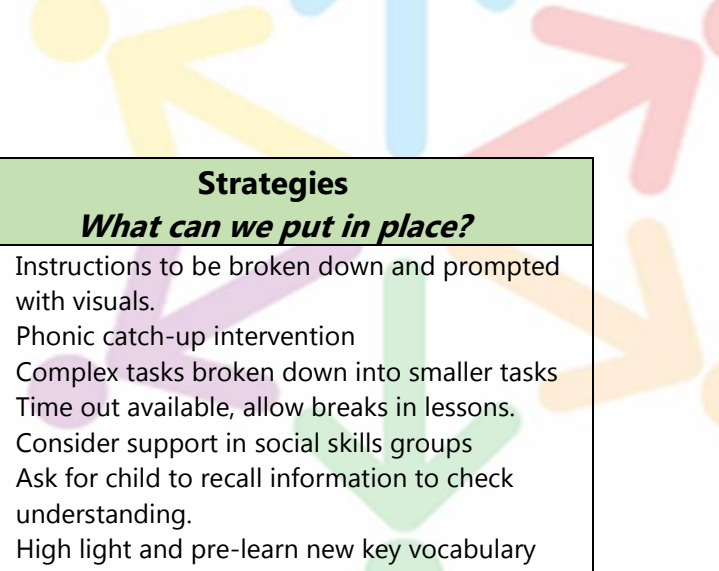 Strategies
What can we put in place?
Instructions to be broken down and prompted
with visuals.
Phonic catch-up intervention
Complex tasks broken down into smaller tasks
Time out available, allow breaks in lessons.
Consider support in social skills groups
Ask for child to recall information to check
understanding.
High light and pre-learn new key vocabulary